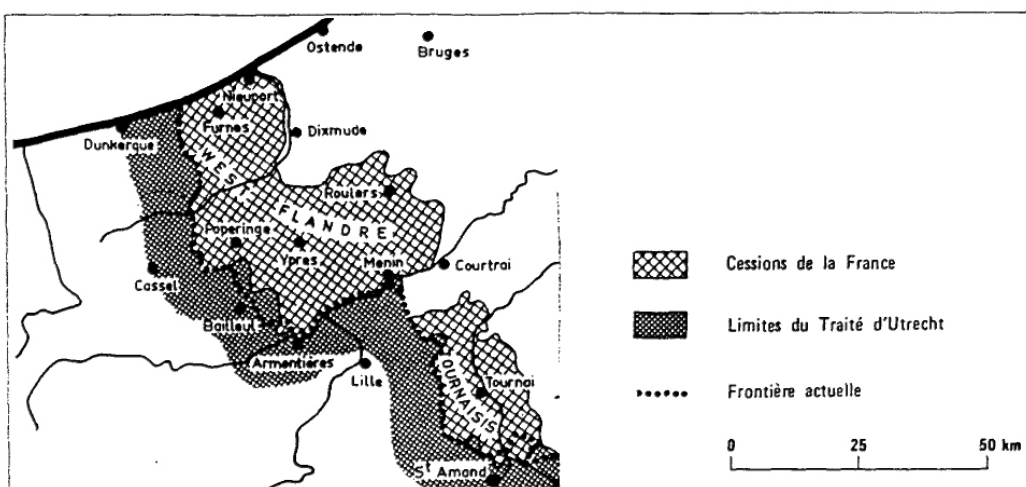 Ostende
Bruges
Nieuport
Furnes
Dixmude
Dunkerque
WEST FLANDRE
Roulers
Poperinge
Ypres
Menin
Courtrai
Cassel
Bailleul
Armentières
Lille
TOURNAISIS
Tournai
St Amand
Cessions de la France
Limites du Traité d'Utrecht
Frontière actuelle
0 25 50 km